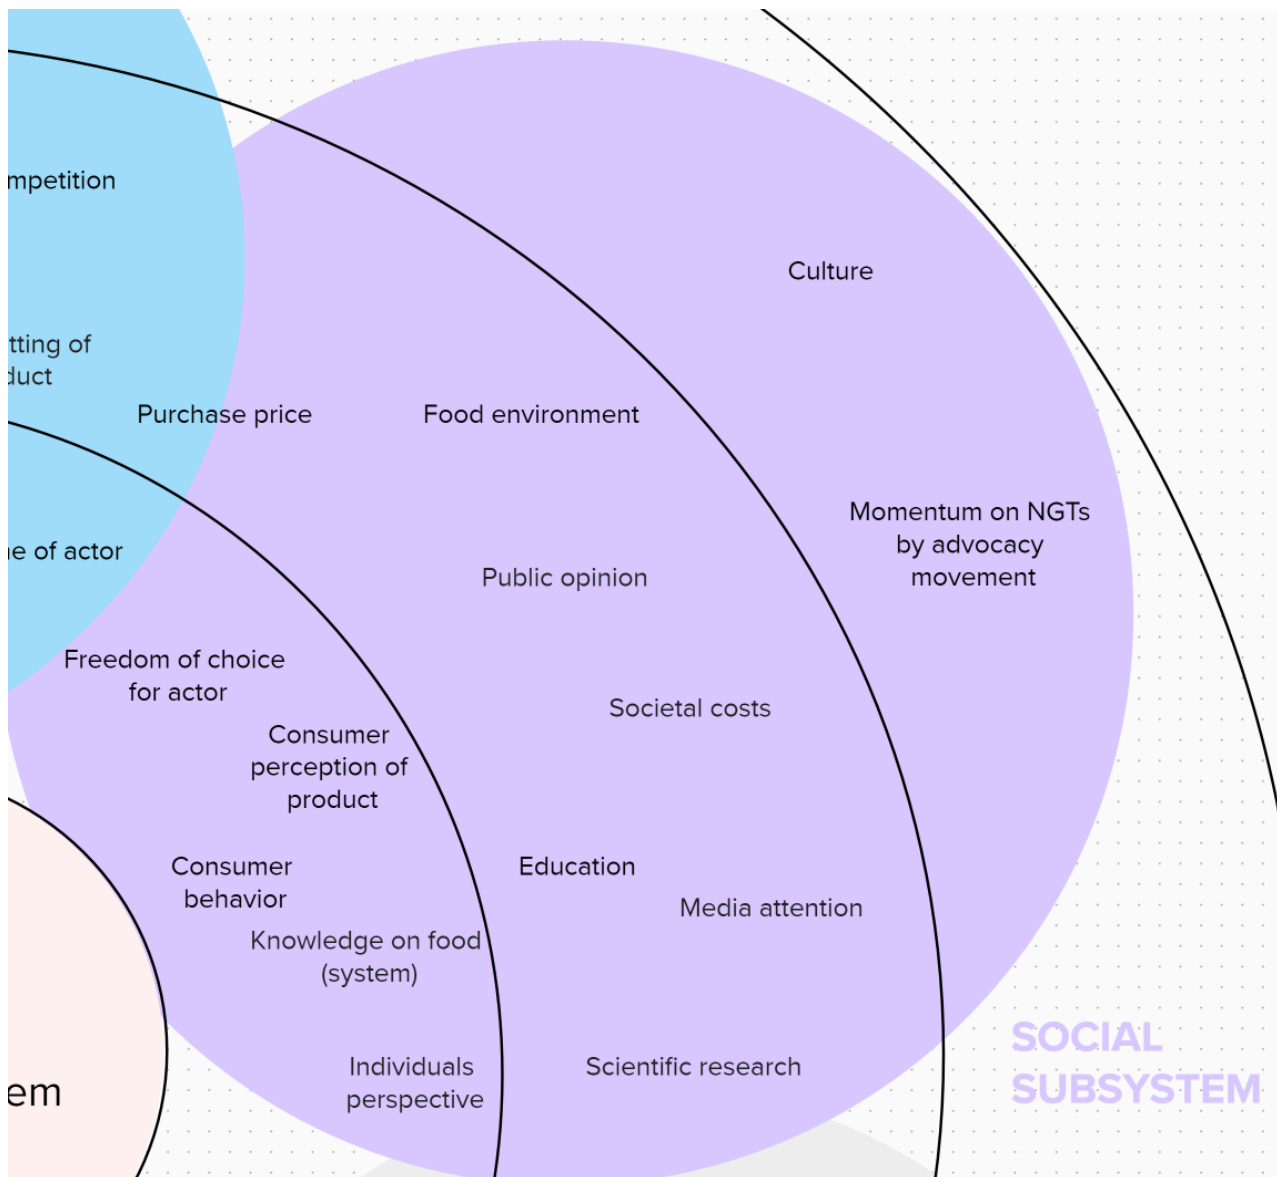 mpetition
Culture
tting of
duct
Purchase price
Food environment
Momentum on NGTs
by advocacy
movement
e of actor
Public opinion
Freedom of choice
for actor
Societal costs
Consumer
perception of
product
Consumer
behavior
Education
Media attention
Knowledge on food
(system)
SOCIAL
SUBSYSTEM
Individuals
perspective
Scientific research
em